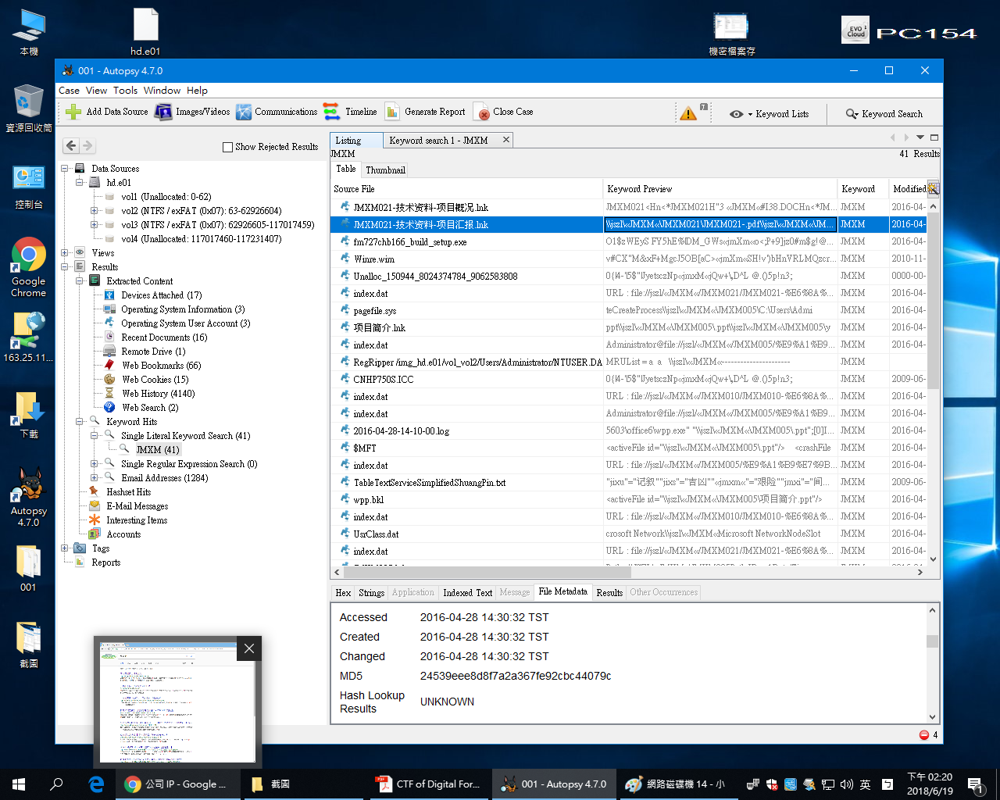 本機
hd.e01
機密檔案存
EVO Cloud
PC154
資源回收筒
控制台
Google Chrome
163.25.11...
下載
Autopsy 4.7.0
001
截圖
001 - Autopsy 4.7.0
Case View Tools Window Help
Add Data Source Images/Videos Communications Timeline Generate Report Close Case 7 Keyword Lists Keyword Search
Show Rejected Results
Data Sources
hd.e01
vol1 (Unallocated: 0-62)
vol2 (NTFS / exFAT (0x07): 63-62926604)
vol3 (NTFS / exFAT (0x07): 62926605-117017459)
vol4 (Unallocated: 117017460-117231407)
Views
Results
Extracted Content
Devices Attached (17)
Operating System Information (3)
Operating System User Account (3)
Recent Documents (16)
Remote Drive (1)
Web Bookmarks (66)
Web Cookies (15)
Web History (4140)
Web Search (2)
Keyword Hits
Single Literal Keyword Search (41)
JMXM (41)
Single Regular Expression Search (0)
Email Addresses (1284)
Hashset Hits
E-Mail Messages
Interesting Items
Accounts
Tags
Reports
Listing Keyword search 1 - JMXM
JMXM 41 Results
Table Thumbnail
Source File Keyword Preview Keyword Modified
JMXM021-技术资料-项目概况.lnk JMXM021<Hn<*JMXM021H"3 «JMXM«#I38.DOCHn<*JM... JMXM 2016-04-
JMXM021-技术资料-项目汇报.lnk \\jszl\«JMXM«\JMXM021\JMXM021-.pdf\\jszl\«JMXM«\JM... JMXM 2016-04-
fm727chb166_build_setup.exe O1$zWEyS FY5hE%DM_GWs«jmXm«o<;P+9]jz0#m$g!@... JMXM 2016-04-
Winre.wim v#CX"M&xF+MgcJ5OB[aC>«jmXm«SH!v')bHnVRLMQzcr... JMXM 2010-11-
Unalloc_150944_8024374784_9062583808 0{l4-"5$"IJyetsczNp«jmxM«jQw+'\,D^L @.()5p!n3; JMXM 0000-00-
index.dat URL : file://jszl/«JMXM«/JMXM021/JMXM021-%E6%8A%... JMXM 2016-04-
pagefile.sys teCreateProcess\\jszl\«JMXM«\JMXM005\C:\Users\Admi JMXM 2016-04-
项目简介.lnk ppt\\jszl\«JMXM«\JMXM005\.ppt\\jszl\«JMXM«\JMXM005\y JMXM 2016-04-
index.dat Administrator@file://jszl/«JMXM«/JMXM005/%E9%A1%B9... JMXM 2016-04-
RegRipper /img_hd.e01/vol_vol2/Users/Administrator/NTUSER.DA MRUList = a a \\jszl\«JMXM«---------------------- JMXM
CNHP750S.ICC 0{l4-"5$"IJyetsczNp«jmxM«jQw+'\,D^L @.()5p!n3; JMXM 2009-06-
index.dat URL : file://jszl/«JMXM«/JMXM010/JMXM010-%E6%8A%... JMXM 2016-04-
index.dat Administrator@file://jszl/«JMXM«/JMXM005/%E9%A1%B9... JMXM 2016-04-
2016-04-28-14-10-00.log 5603\office6\wpp.exe" "\\jszl\«JMXM«\JMXM005\.ppt";[0]I... JMXM 2016-04-
$MFT <activeFile id="\\jszl\«JMXM«\JMXM005\.ppt"/> <crashFile JMXM 2016-04-
index.dat URL : file://jszl/«JMXM«/JMXM005/%E9%A1%B9%E7%9B... JMXM 2016-04-
TableTextServiceSimplifiedShuangPin.txt "jixu"="记叙""jixs"="吉凶""«jmxm«"="艰险""jmxi"="间... JMXM 2009-06-
wpp.bkl <activeFile id="\\jszl\«JMXM«\JMXM005\项目简介.ppt"/> JMXM 2016-04-
index.dat URL : file://jszl/«JMXM«/JMXM010/JMXM010-%E6%8A%... JMXM 2016-04-
UsrClass.dat crosoft Network\\jszl\«JMXM«Microsoft NetworkNodeSlot JMXM 2016-04-
index.dat URL : file://jszl/«JMXM«/JMXM021/JMXM021-%E6%8A%... JMXM 2016-04-
Hex Strings Application Indexed Text Message File Metadata Results Other Occurrences
Accessed 2016-04-28 14:30:32 TST
Created 2016-04-28 14:30:32 TST
Changed 2016-04-28 14:30:32 TST
MD5 24539eee8d8f7a2a367fe92cbc44079c
Hash Lookup Results UNKNOWN
4
公司 IP - Google ... 截圖 CTF of Digital For... 001 - Autopsy 4.7.0 網路磁碟機 14 - 小 英 下午 02:20
2018/6/19 1